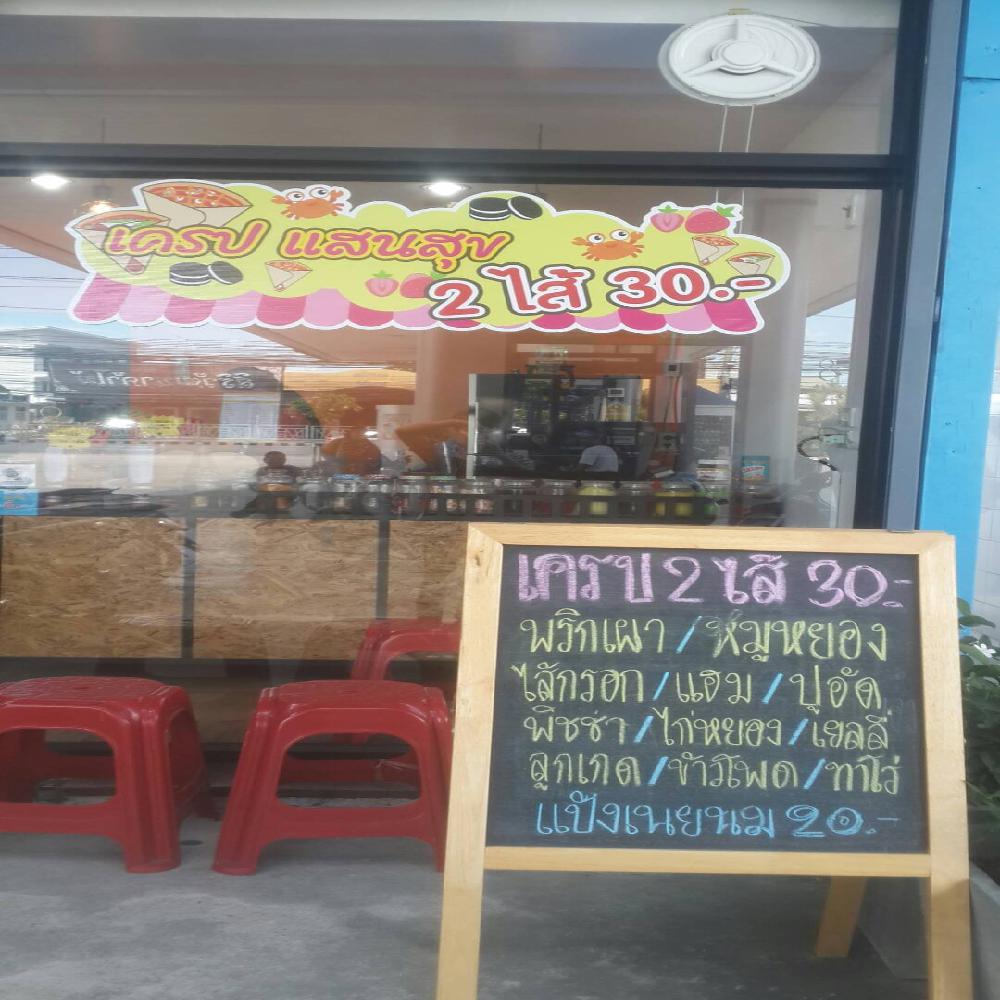 เครป แสนสุข
2 ไส้ 30.-
เครป 2 ไส้ 30.-
พริกเผา / หมูหยอง
ไส้กรอก / แฮม / ปูอัด
พิซซ่า / ไก่หยอง / เยลลี่
ลูกเกด / ข้าวโพด / ทาโร่
แป้งเนยนม 20.-